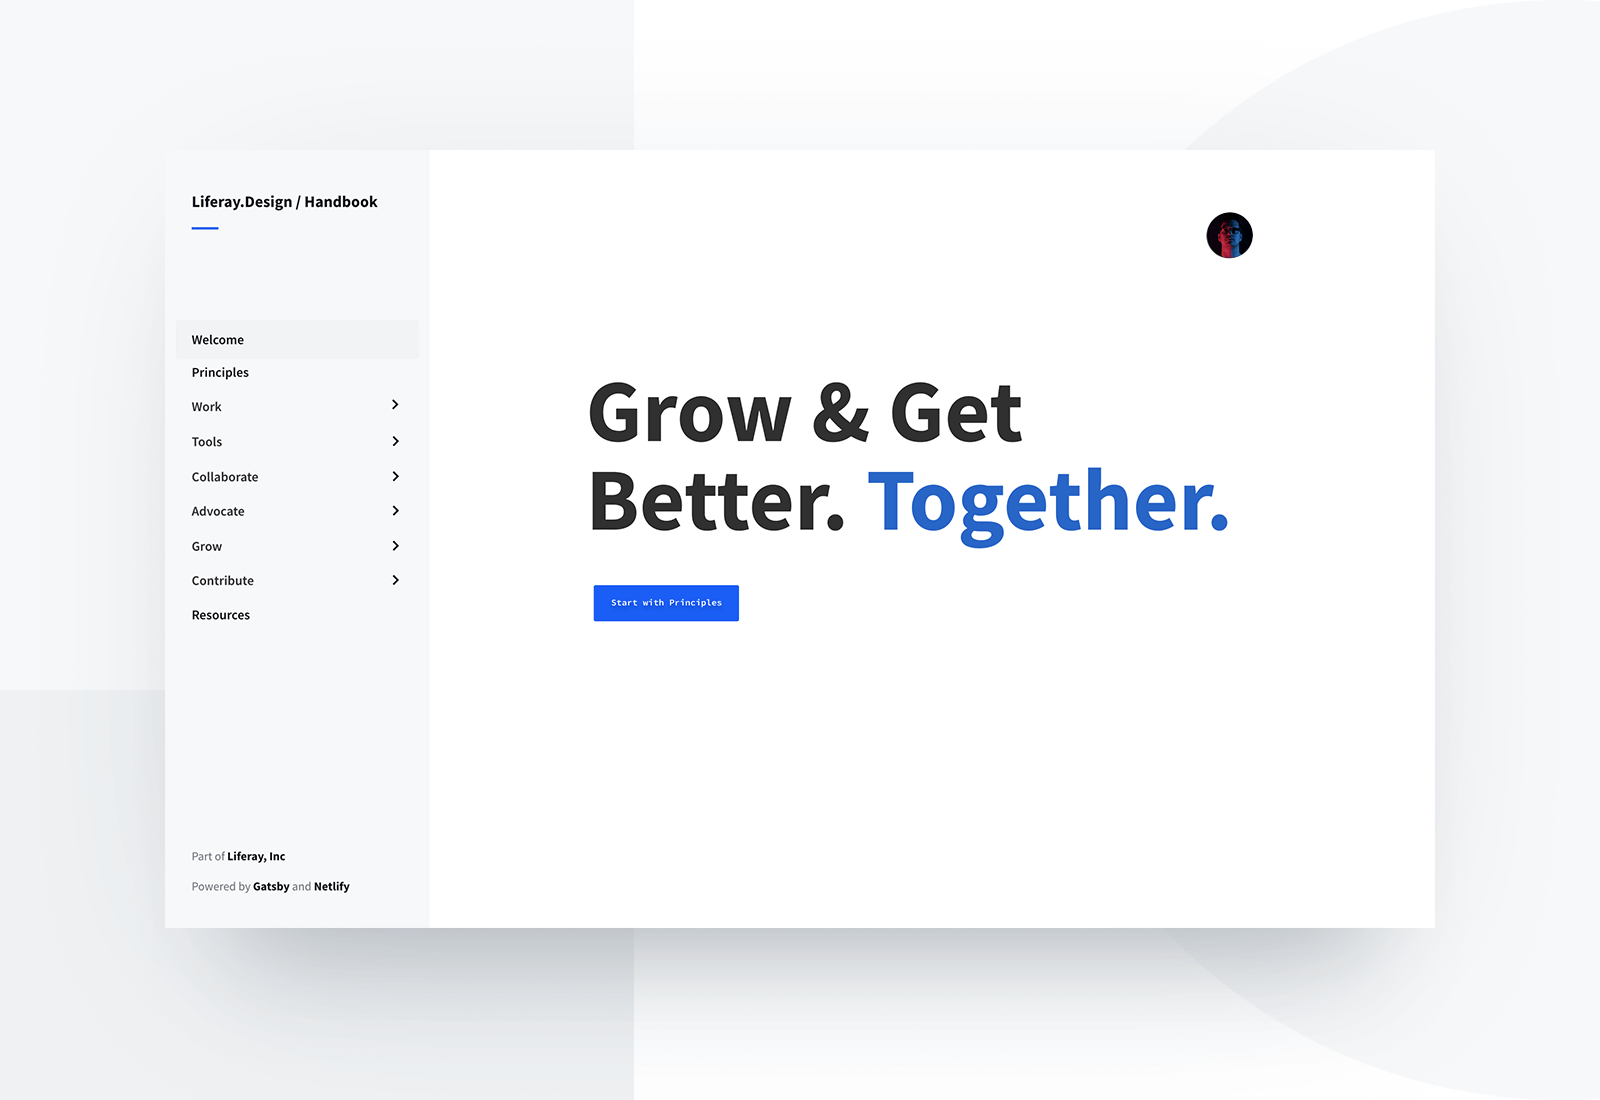 Liferay.Design / Handbook
Welcome
Principles
Work
Tools
Collaborate
Advocate
Grow
Contribute
Resources
Part of Liferay, Inc
Powered by Gatsby and Netlify
Grow & Get
Better. Together.
Start with Principles